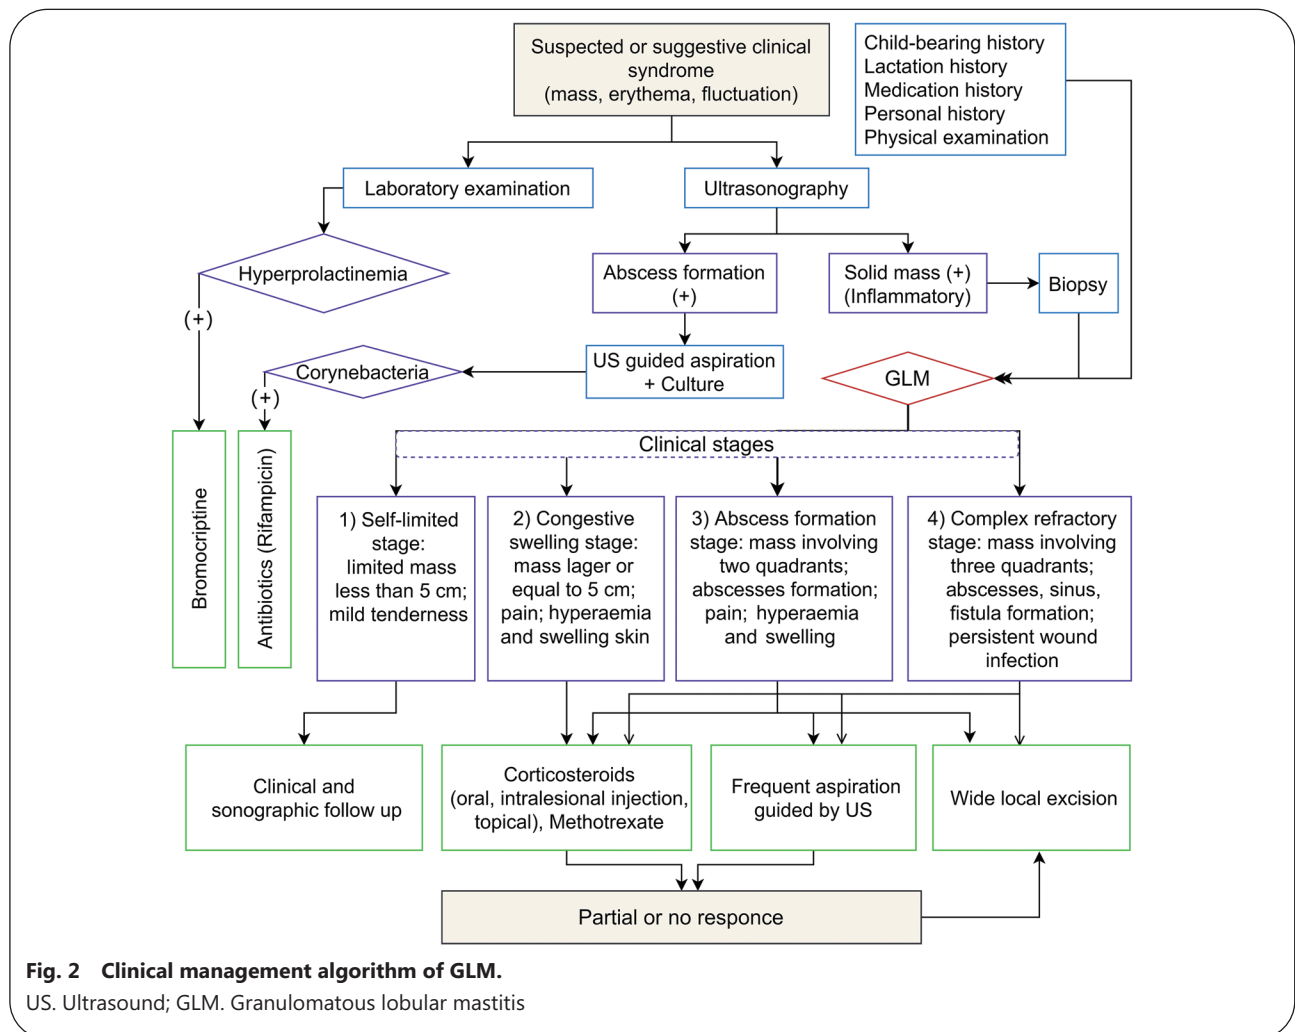 Suspected or suggestive clinical
syndrome
(mass, erythema, fluctuation)
Child-bearing history
Lactation history
Medication history
Personal history
Physical examination
Laboratory examination
Ultrasonography
Hyperprolactinemia
Abscess formation
(+)
Solid mass (+)
(Inflammatory)
Biopsy
(+)
Corynebacteria
US guided aspiration
+ Culture
GLM
(+)
Clinical stages
Bromocriptine
Antibiotics (Rifampicin)
1) Self-limited
stage:
limited mass
less than 5 cm;
mild tenderness
2) Congestive
swelling stage:
mass lager or
equal to 5 cm;
pain; hyperaemia
and swelling skin
3) Abscess formation
stage: mass involving
two quadrants;
abscesses formation;
pain; hyperaemia
and swelling
4) Complex refractory
stage: mass involving
three quadrants;
abscesses, sinus,
fistula formation;
persistent wound
infection
Clinical and
sonographic follow up
Corticosteroids
(oral, intralesional injection,
topical), Methotrexate
Frequent aspiration
guided by US
Wide local excision
Partial or no responce
Fig. 2 Clinical management algorithm of GLM.
US. Ultrasound; GLM. Granulomatous lobular mastitis